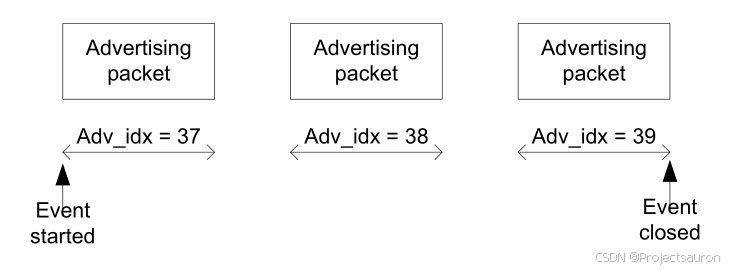 Advertising
packet
Advertising
packet
Advertising
packet
Adv_idx = 37
Adv_idx = 38
Adv_idx = 39
Event
started
Event
closed
CSDN @Projectsauron